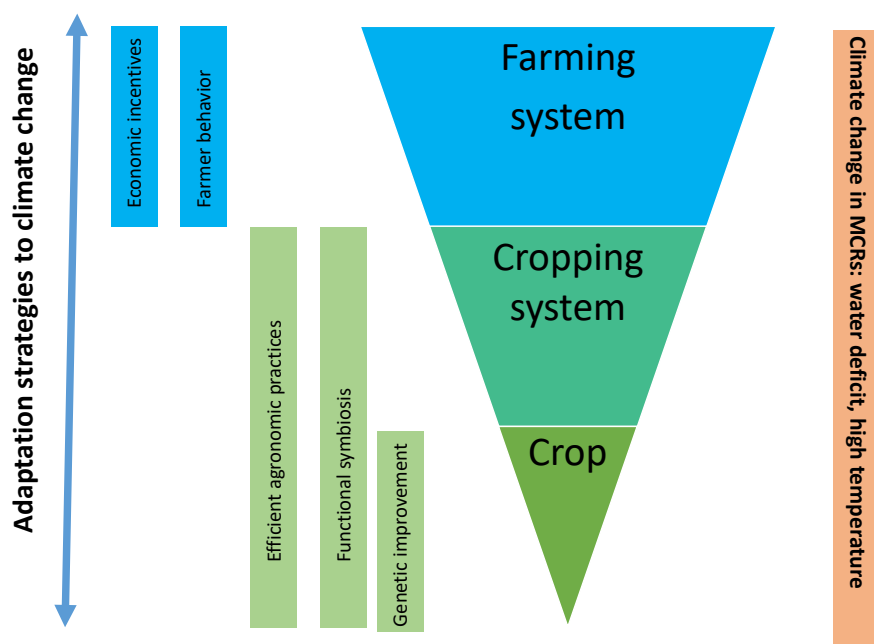 Adaptation strategies to climate change
Economic incentives
Farmer behavior
Efficient agronomic practices
Functional symbiosis
Genetic improvement
Farming
system
Cropping
system
Crop
Climate change in MCRs: water deficit, high temperature